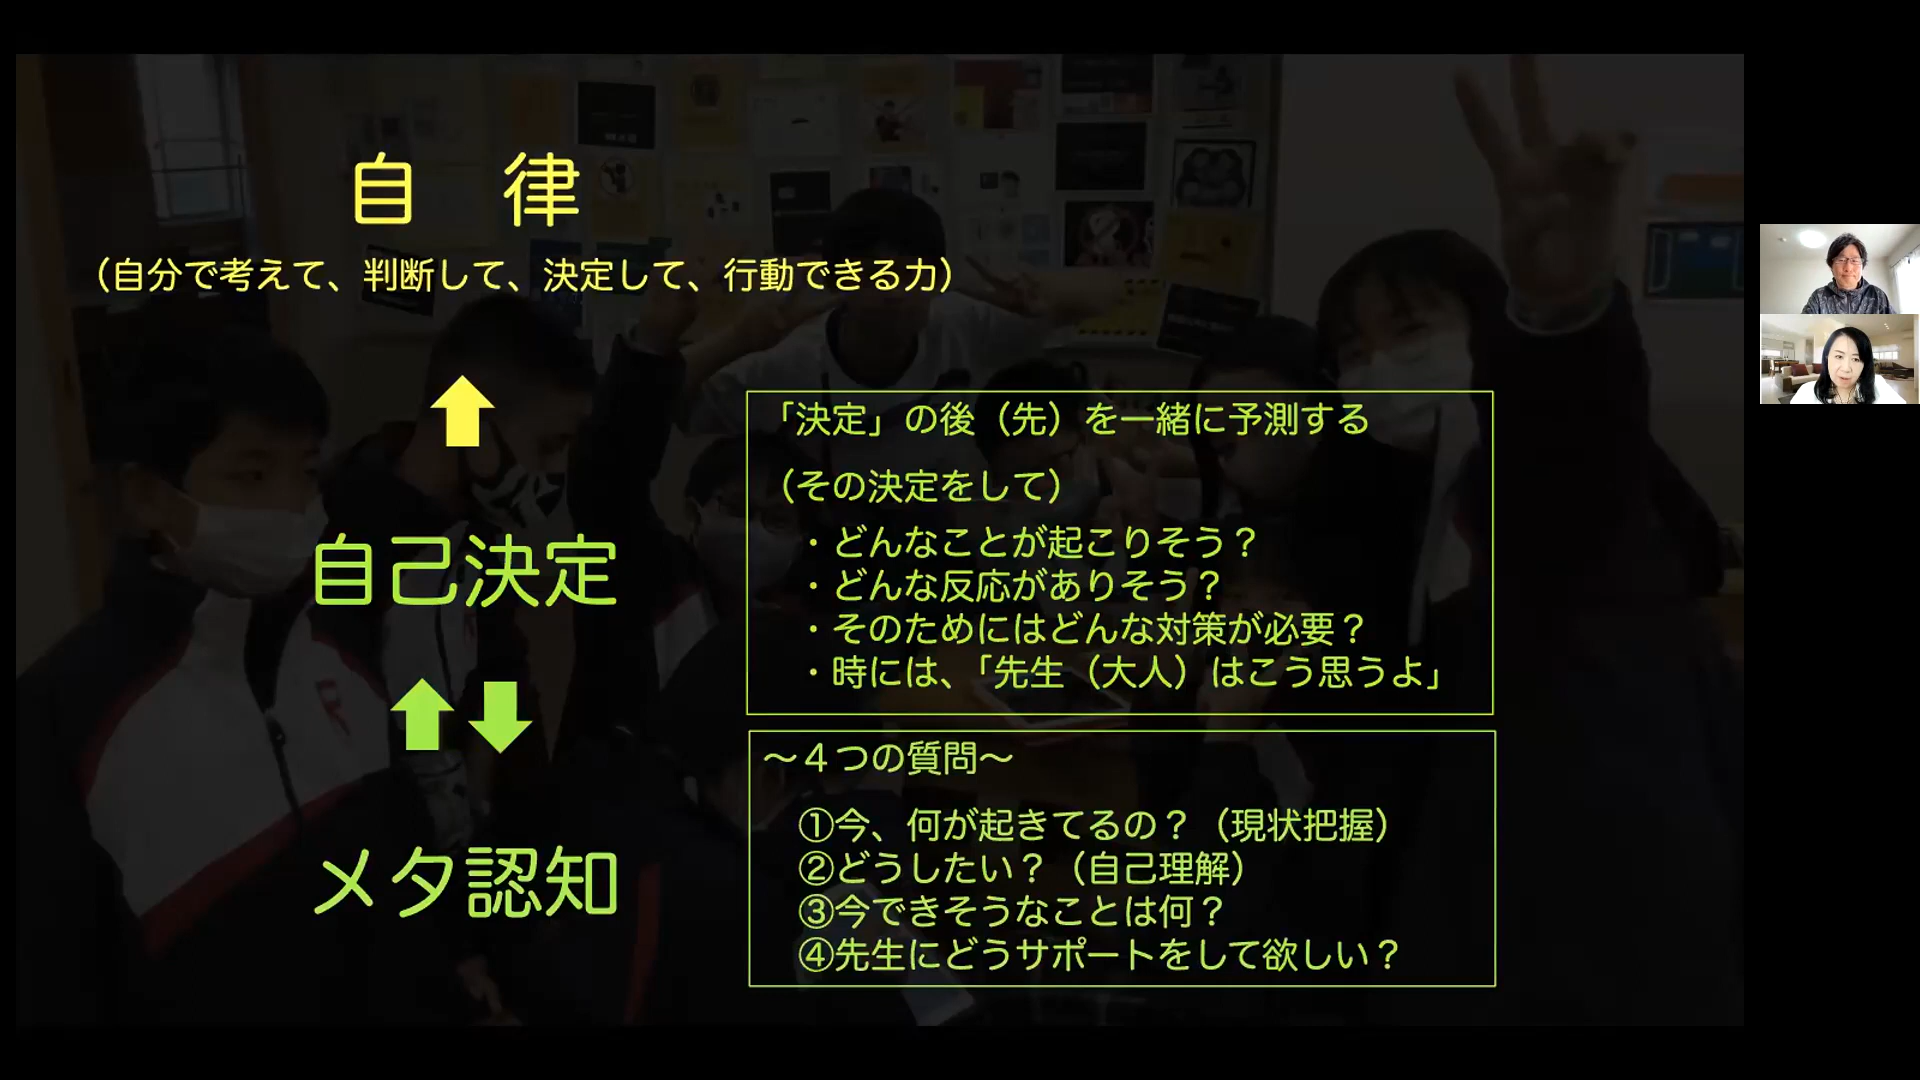 自　律
（自分で考えて、判断して、決定して、行動できる力）
自己決定
メタ認知
「決定」の後（先）を一緒に予測する
（その決定をして）
・どんなことが起こりそう？
・どんな反応がありそう？
・そのためにはどんな対策が必要？
・時には、「先生（大人）はこう思うよ」
～４つの質問～
①今、何が起きてるの？（現状把握）
②どうしたい？（自己理解）
③今できそうなことは何？
④先生にどうサポートをして欲しい？